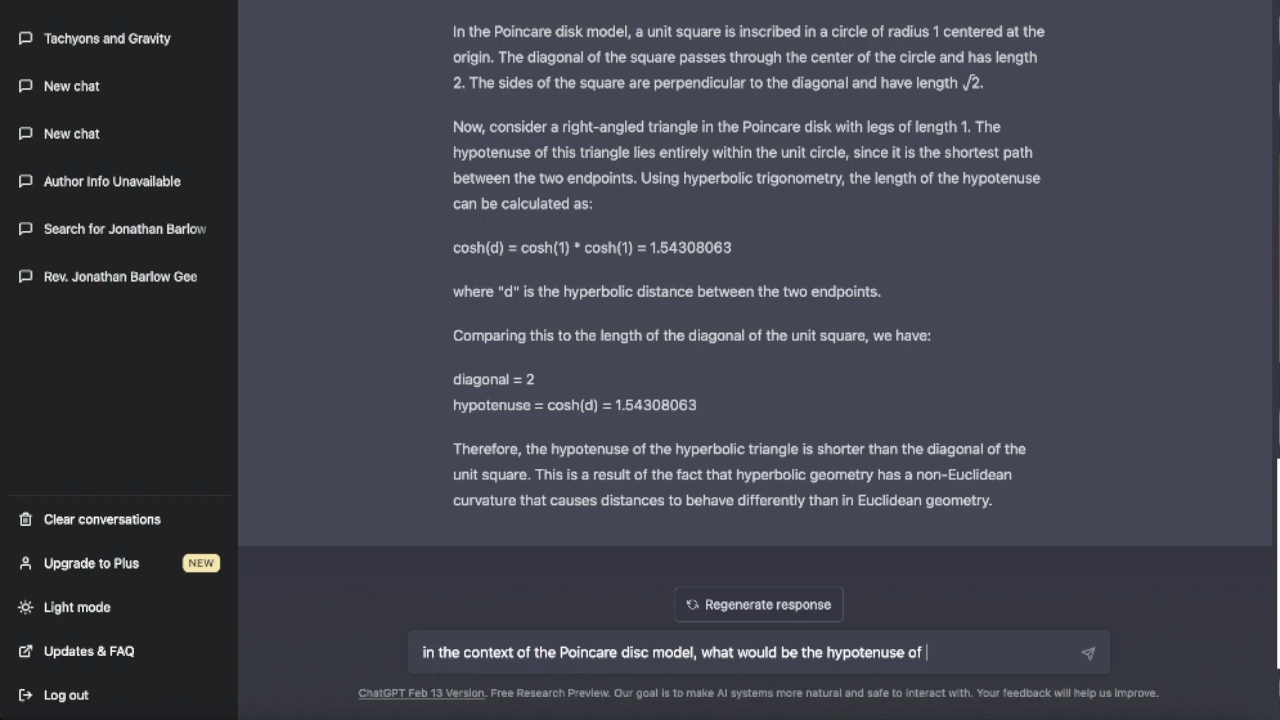 Tachyons and Gravity
New chat
New chat
Author Info Unavailable
Search for Jonathan Barlow
Rev. Jonathan Barlow Gee
Clear conversations
Upgrade to Plus NEW
Light mode
Updates & FAQ
Log out
In the Poincare disk model, a unit square is inscribed in a circle of radius 1 centered at the
origin. The diagonal of the square passes through the center of the circle and has length
2. The sides of the square are perpendicular to the diagonal and have length √2.
Now, consider a right-angled triangle in the Poincare disk with legs of length 1. The
hypotenuse of this triangle lies entirely within the unit circle, since it is the shortest path
between the two endpoints. Using hyperbolic trigonometry, the length of the hypotenuse
can be calculated as:
cosh(d) = cosh(1) * cosh(1) = 1.54308063
where "d" is the hyperbolic distance between the two endpoints.
Comparing this to the length of the diagonal of the unit square, we have:
diagonal = 2
hypotenuse = cosh(d) = 1.54308063
Therefore, the hypotenuse of the hyperbolic triangle is shorter than the diagonal of the
unit square. This is a result of the fact that hyperbolic geometry has a non-Euclidean
curvature that causes distances to behave differently than in Euclidean geometry.
Regenerate response
in the context of the Poincare disc model, what would be the hypotenuse of
ChatGPT Feb 13 Version. Free Research Preview. Our goal is to make AI systems more natural and safe to interact with. Your feedback will help us improve.